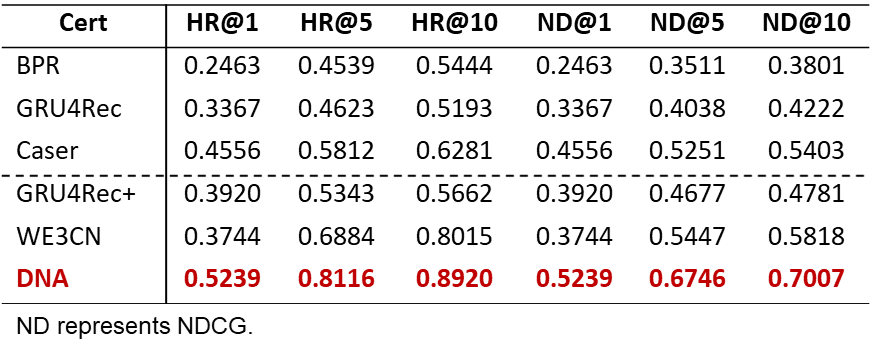 Cert HR@1 HR@5 HR@10 ND@1 ND@5 ND@10
BPR 0.2463 0.4539 0.5444 0.2463 0.3511 0.3801
GRU4Rec 0.3367 0.4623 0.5193 0.3367 0.4038 0.4222
Caser 0.4556 0.5812 0.6281 0.4556 0.5251 0.5403
GRU4Rec+ 0.3920 0.5343 0.5662 0.3920 0.4677 0.4781
WE3CN 0.3744 0.6884 0.8015 0.3744 0.5447 0.5818
DNA 0.5239 0.8116 0.8920 0.5239 0.6746 0.7007
ND represents NDCG.